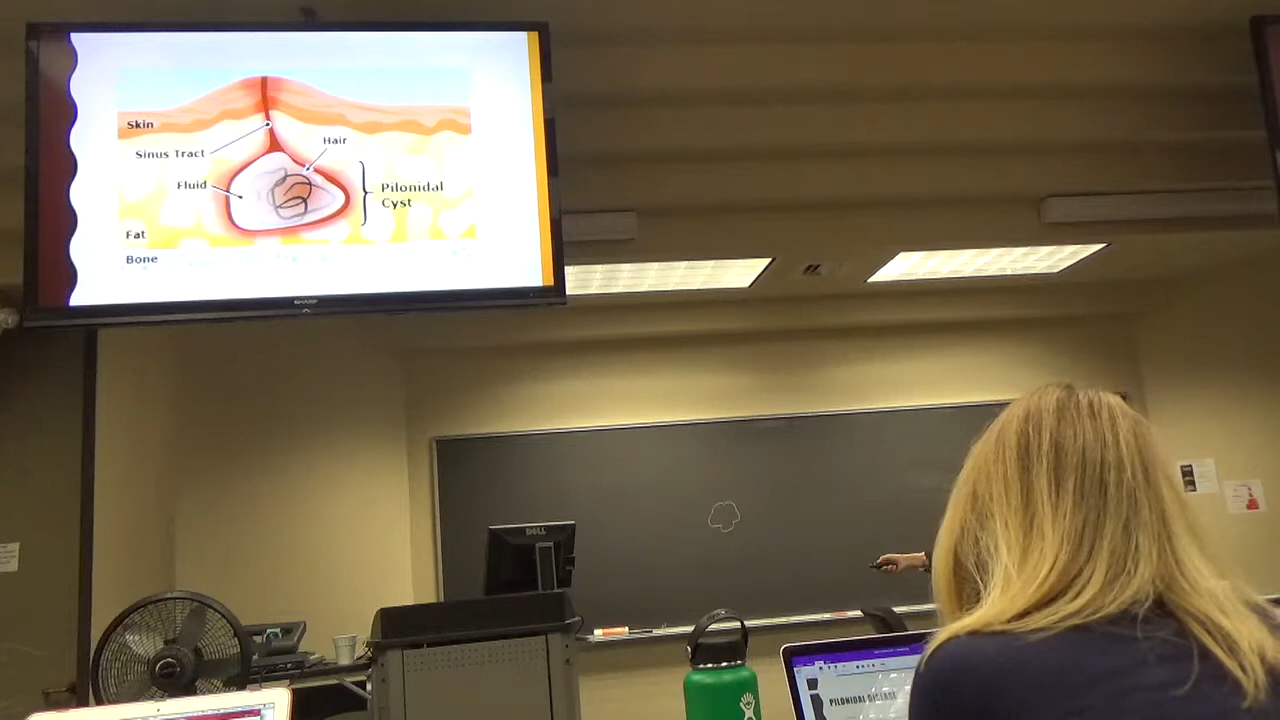 Skin
Sinus Tract
Hair
Fluid
Pilonidal
Cyst
Fat
Bone
SHARP
DELL
PILONIDAL DISEASE